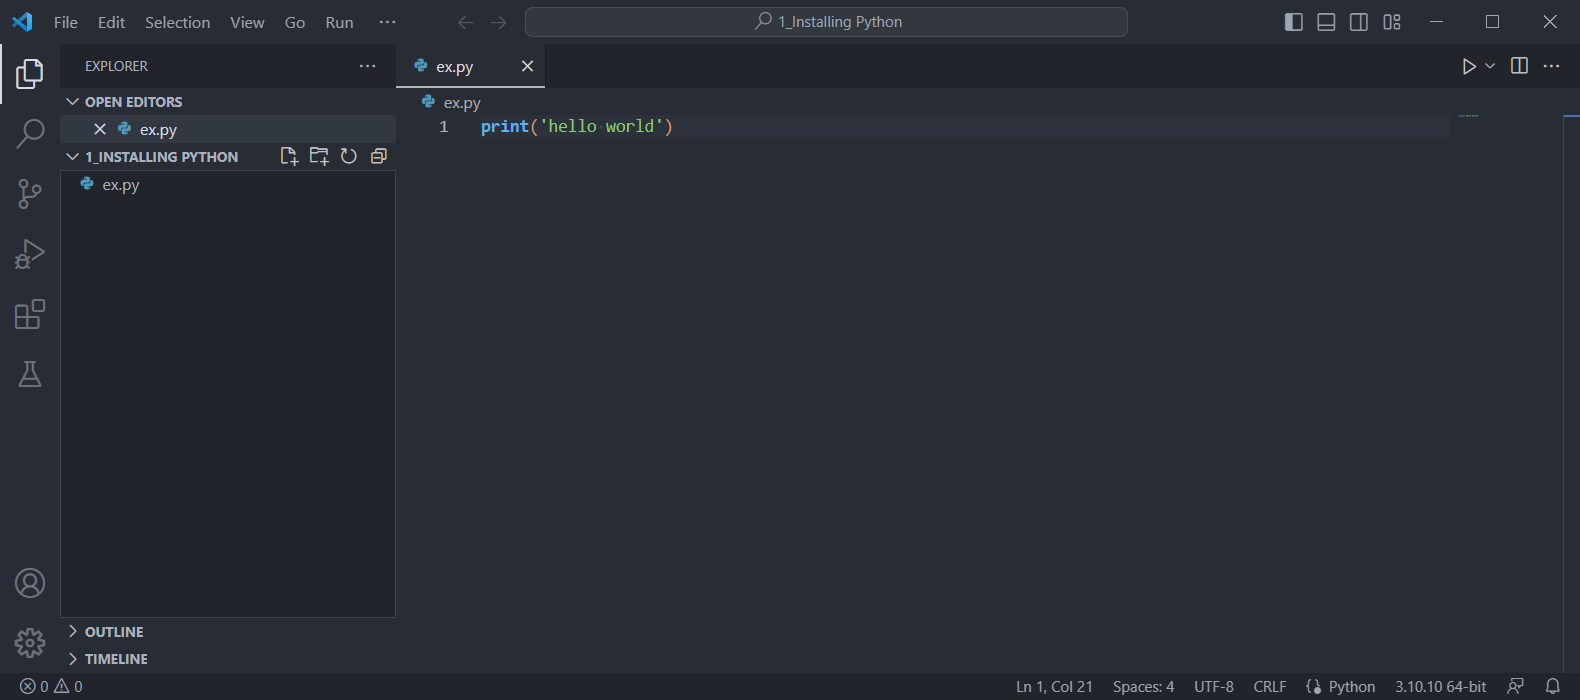 File Edit Selection View Go Run ···
1_Installing Python
EXPLORER
ex.py
OPEN EDITORS
ex.py
1_INSTALLING PYTHON
ex.py
ex.py
1 print('hello world')
OUTLINE
TIMELINE
0 0
Ln 1, Col 21 Spaces: 4 UTF-8 CRLF Python 3.10.10 64-bit